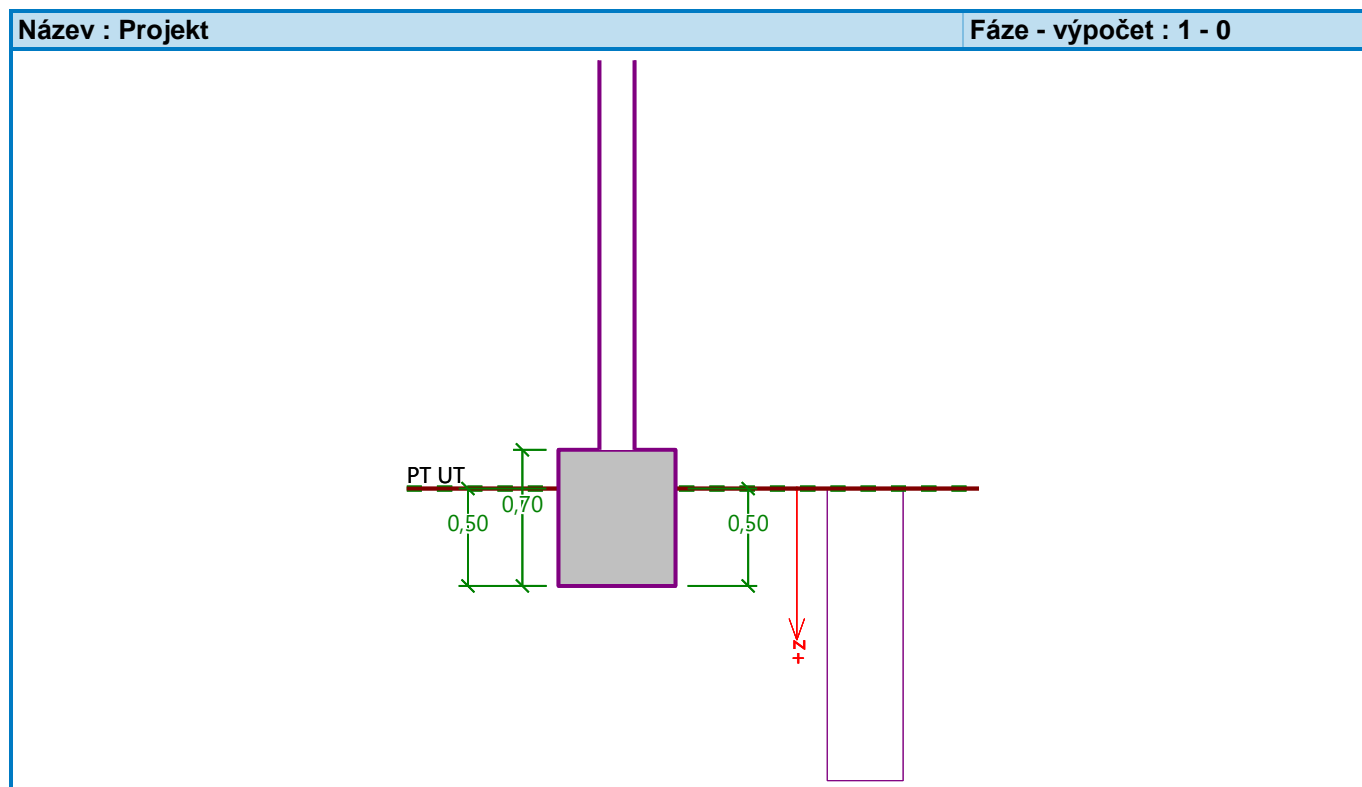 Název : Projekt
Fáze - výpočet : 1 - 0
PT UT
0,70
0,50
0,50
+z